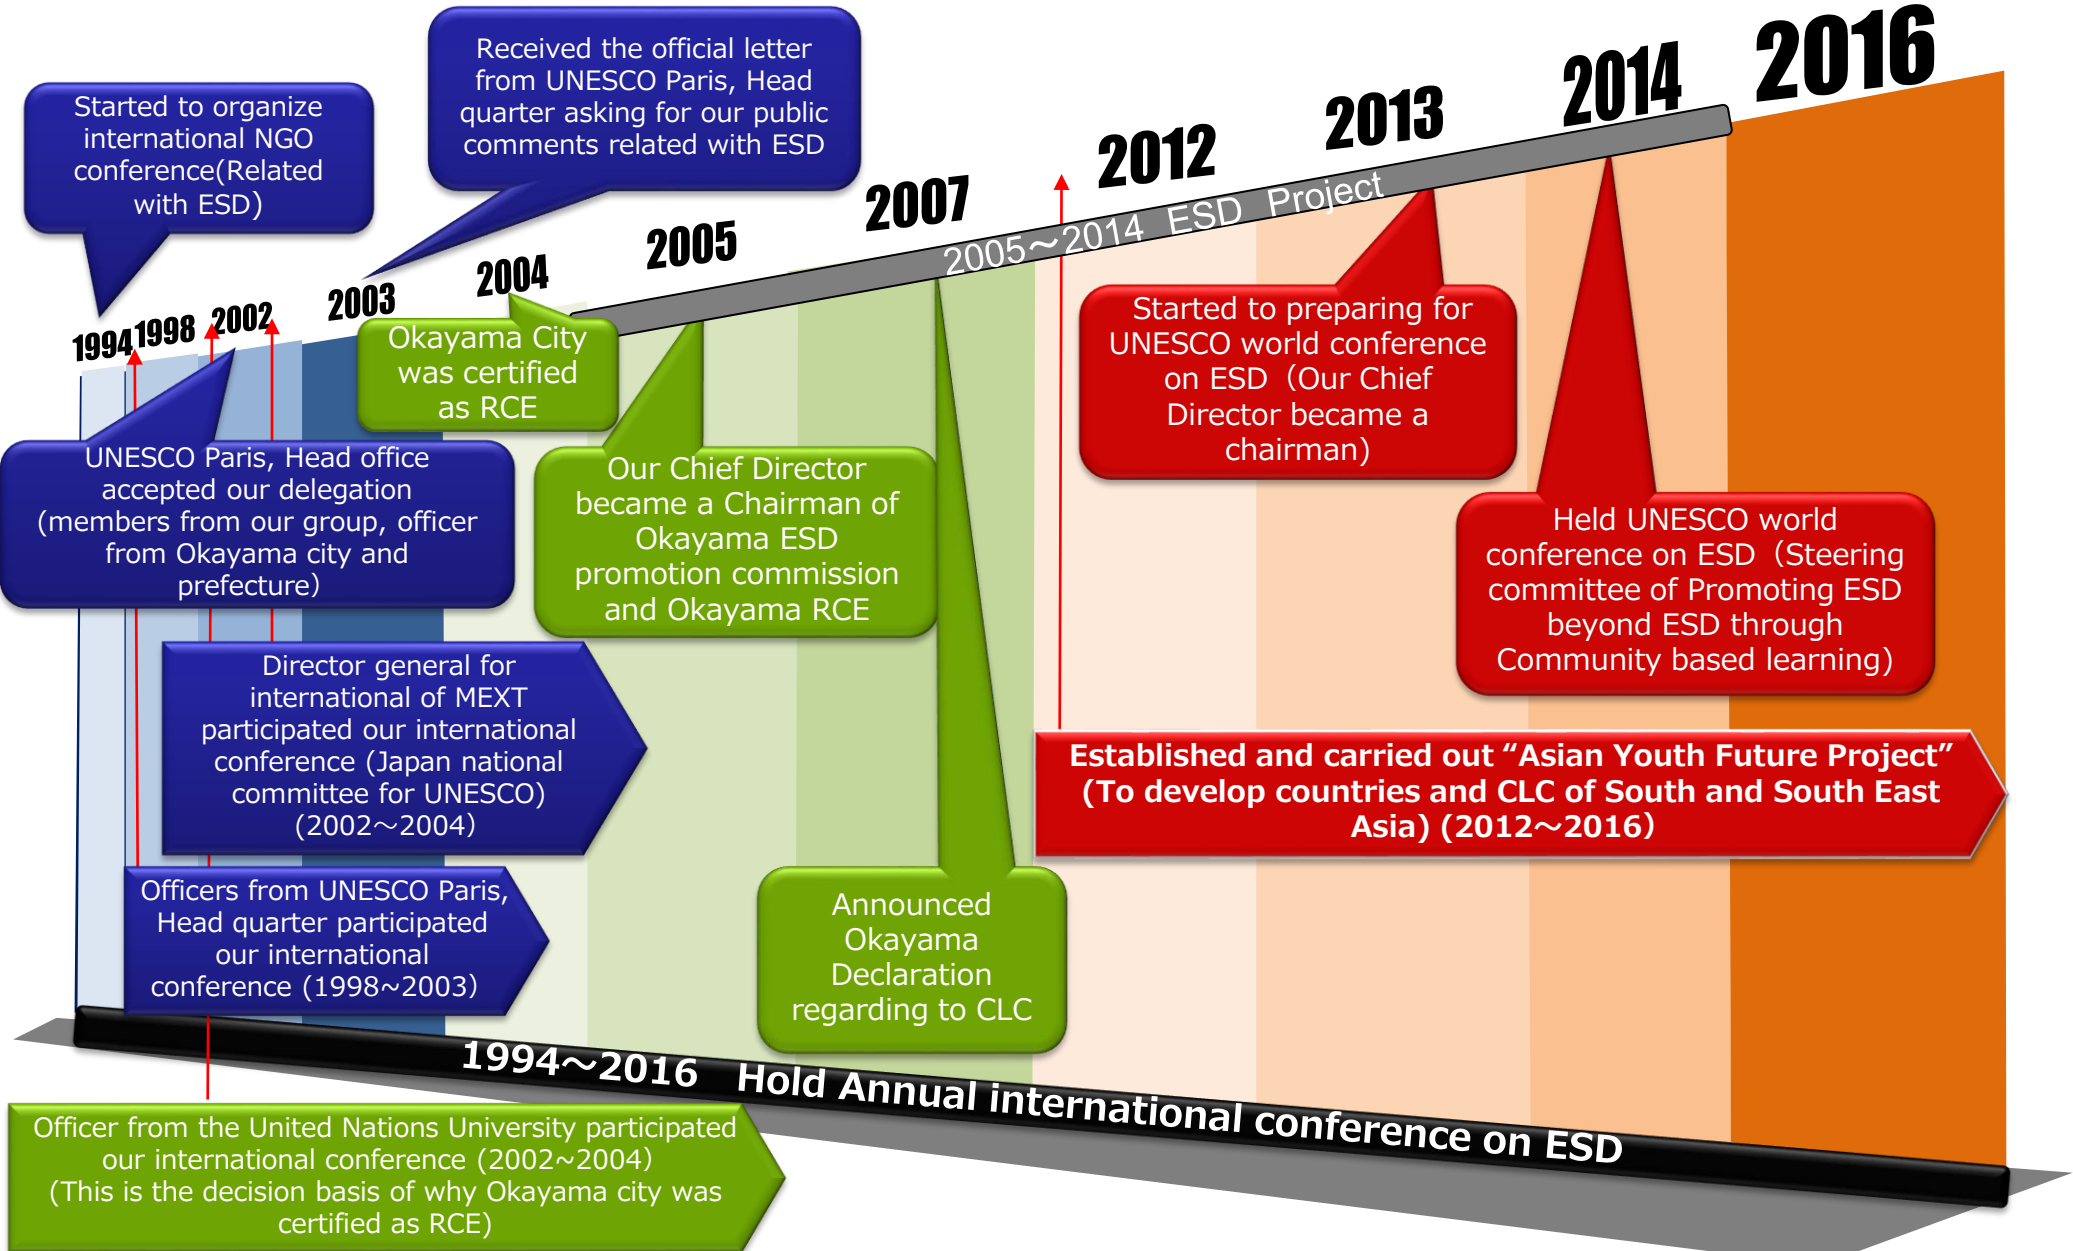 Started to organize
international NGO
conference(Related
with ESD)
Received the official letter
from UNESCO Paris, Head
quarter asking for our public
comments related with ESD
1994
1998
2002
2003
2004
2005
2007
2012
2013
2014
2016
2005～2014 ESD Project
Okayama City
was certified
as RCE
UNESCO Paris, Head office
accepted our delegation
(members from our group, officer
from Okayama city and
prefecture)
Our Chief Director
became a Chairman of
Okayama ESD
promotion commission
and Okayama RCE
Started to preparing for
UNESCO world conference
on ESD（Our Chief
Director became a
chairman)
Held UNESCO world
conference on ESD（Steering
committee of Promoting ESD
beyond ESD through
Community based learning)
Director general for
international of MEXT
participated our international
conference (Japan national
committee for UNESCO)
(2002～2004)
Established and carried out “Asian Youth Future Project”
(To develop countries and CLC of South and South East
Asia) (2012～2016)
Officers from UNESCO Paris,
Head quarter participated
our international
conference (1998~2003)
Announced
Okayama
Declaration
regarding to CLC
1994～2016 Hold Annual international conference on ESD
Officer from the United Nations University participated
our international conference (2002~2004)
(This is the decision basis of why Okayama city was
certified as RCE)